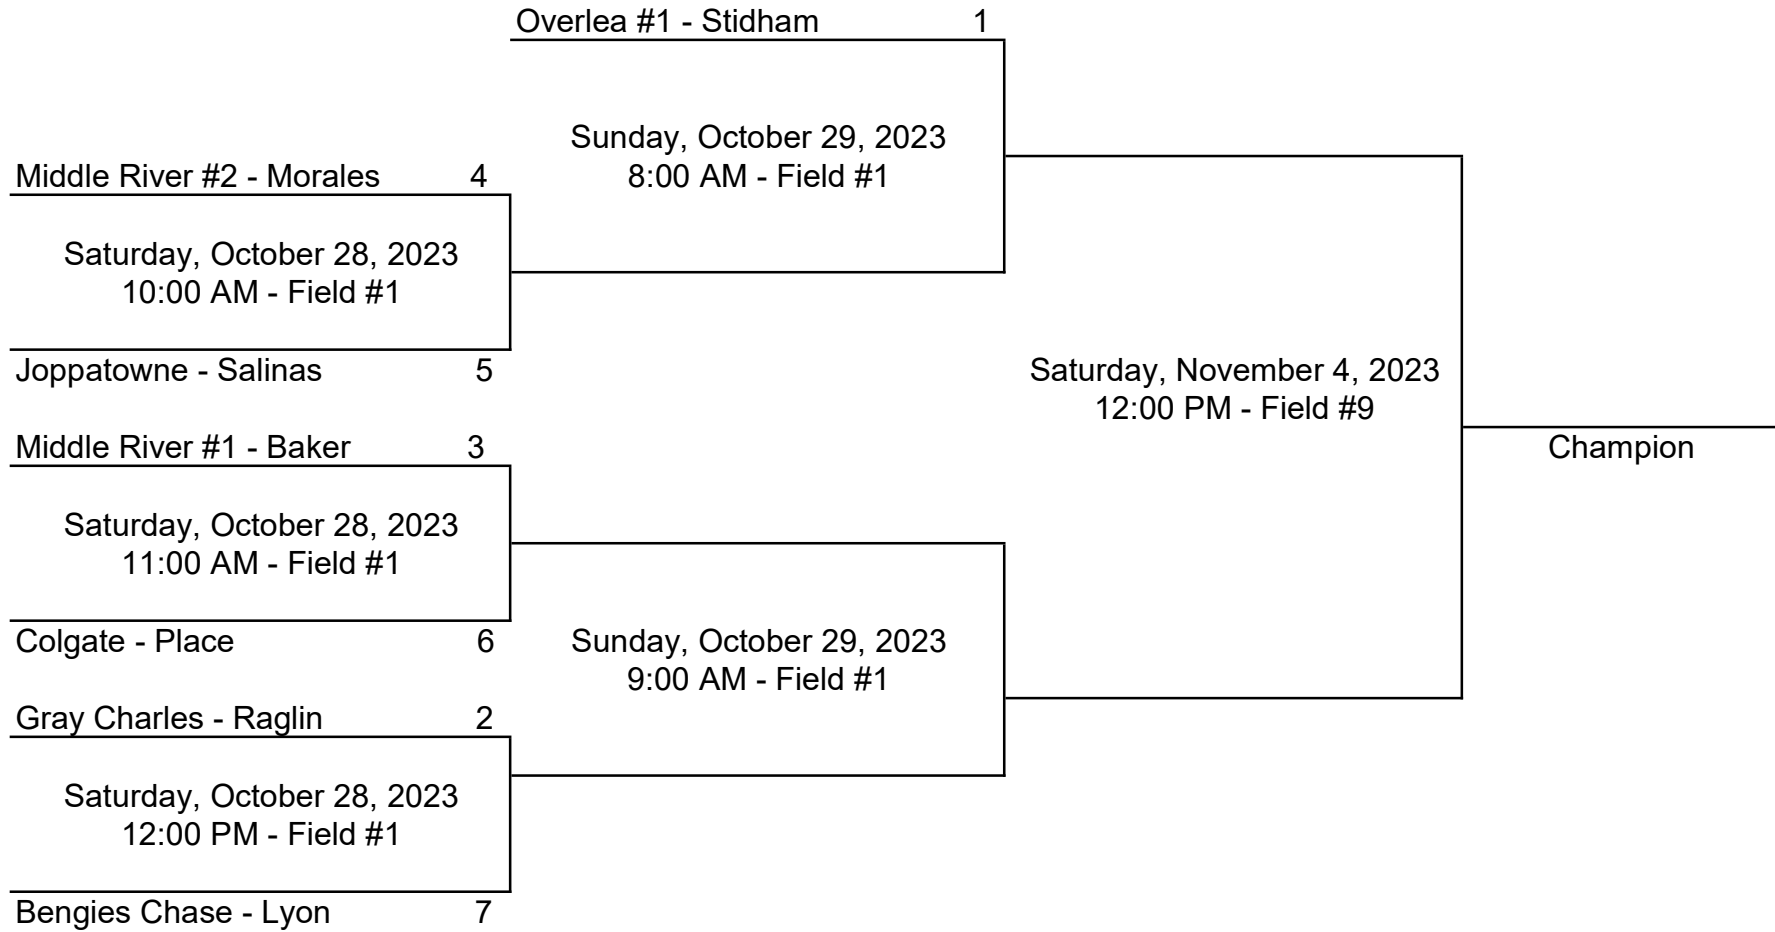 Overlea #1 - Stidham 1
Sunday, October 29, 2023
8:00 AM - Field #1
Middle River #2 - Morales 4
Saturday, October 28, 2023
10:00 AM - Field #1
Joppatowne - Salinas 5
Saturday, November 4, 2023
12:00 PM - Field #9
Champion
Middle River #1 - Baker 3
Saturday, October 28, 2023
11:00 AM - Field #1
Colgate - Place 6
Sunday, October 29, 2023
9:00 AM - Field #1
Gray Charles - Raglin 2
Saturday, October 28, 2023
12:00 PM - Field #1
Bengies Chase - Lyon 7